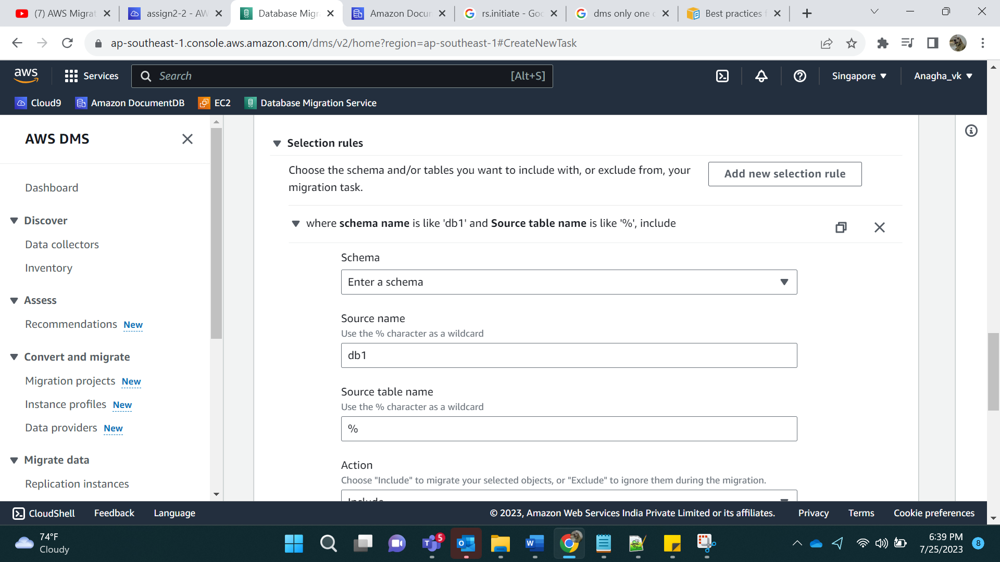 (7) AWS Migrat
assign2-2 - AW
Database Migr
Amazon Docu
rs.initiate - Goo
dms only one
Best practices f
ap-southeast-1.console.aws.amazon.com/dms/v2/home?region=ap-southeast-1#CreateNewTask
aws
Services
Search
[Alt+S]
Singapore
Anagha_vk
Cloud9
Amazon DocumentDB
EC2
Database Migration Service
AWS DMS
Dashboard
Discover
Data collectors
Inventory
Assess
Recommendations New
Convert and migrate
Migration projects New
Instance profiles New
Data providers New
Migrate data
Replication instances
Selection rules
Choose the schema and/or tables you want to include with, or exclude from, your
migration task.
Add new selection rule
where schema name is like 'db1' and Source table name is like '%', include
Schema
Enter a schema
Source name
Use the % character as a wildcard
db1
Source table name
Use the % character as a wildcard
%
Action
Choose "Include" to migrate your selected objects, or "Exclude" to ignore them during the migration.
Include
CloudShell
Feedback
Language
© 2023, Amazon Web Services India Private Limited or its affiliates.
Privacy
Terms
Cookie preferences
74°F
Cloudy
5
6:39 PM
7/25/2023
8